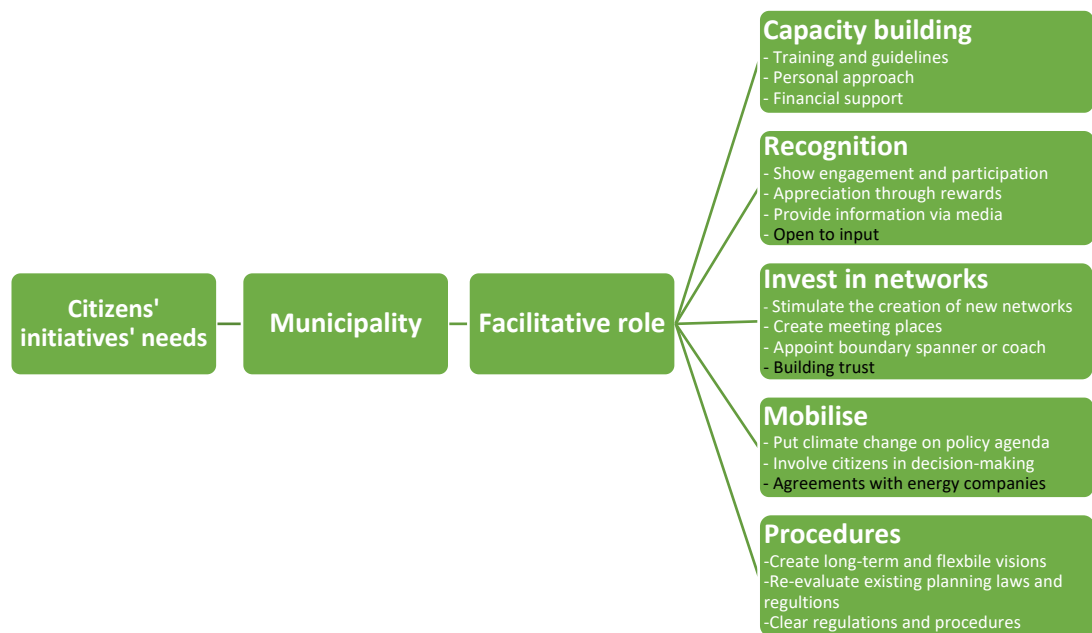 Citizens'
initiatives' needs
Municipality
Facilitative role
Capacity building
- Training and guidelines
- Personal approach
- Financial support
Recognition
- Show engagement and participation
- Appreciation through rewards
- Provide information via media
- Open to input
Invest in networks
- Stimulate the creation of new networks
- Create meeting places
- Appoint boundary spanner or coach
- Building trust
Mobilise
- Put climate change on policy agenda
- Involve citizens in decision-making
- Agreements with energy companies
Procedures
-Create long-term and flexbile visions
-Re-evaluate existing planning laws and
regultions
-Clear regulations and procedures